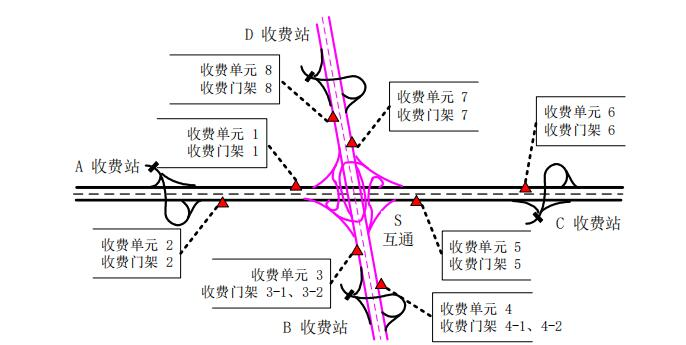 D 收费站
收费单元 8
收费门架 8
收费单元 7
收费门架 7
收费单元 6
收费门架 6
收费单元 1
收费门架 1
A 收费站
S
互通
C 收费站
收费单元 2
收费门架 2
收费单元 5
收费门架 5
收费单元 3
收费门架 3-1、3-2
B 收费站
收费单元 4
收费门架 4-1、4-2